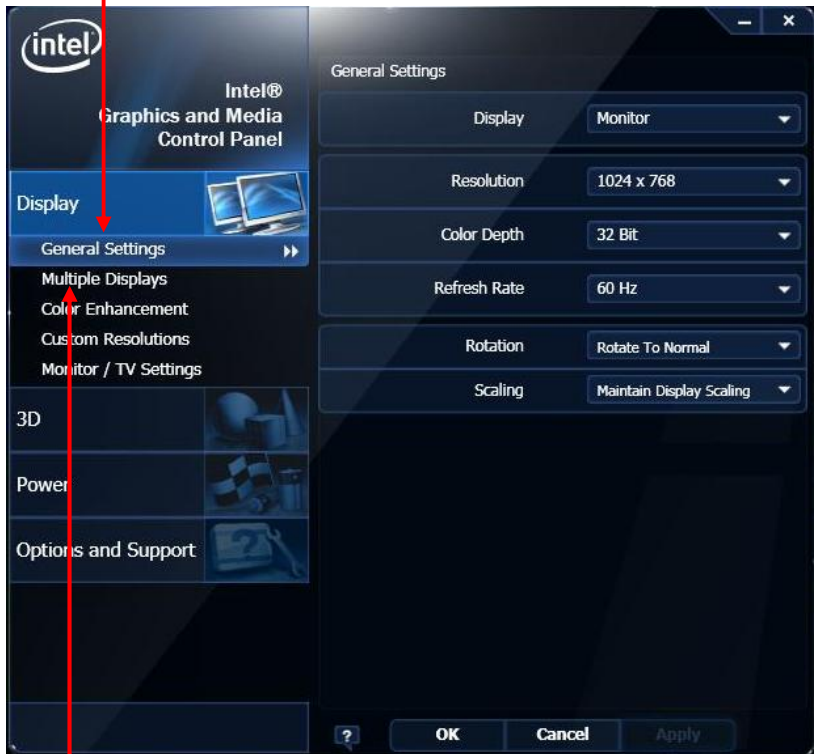 intel
Intel®
Graphics and Media
Control Panel
Display
General Settings
Multiple Displays
Color Enhancement
Custom Resolutions
Monitor / TV Settings
3D
Power
Options and Support
General Settings
Display Monitor
Resolution 1024 x 768
Color Depth 32 Bit
Refresh Rate 60 Hz
Rotation Rotate To Normal
Scaling Maintain Display Scaling
? OK Cancel Apply